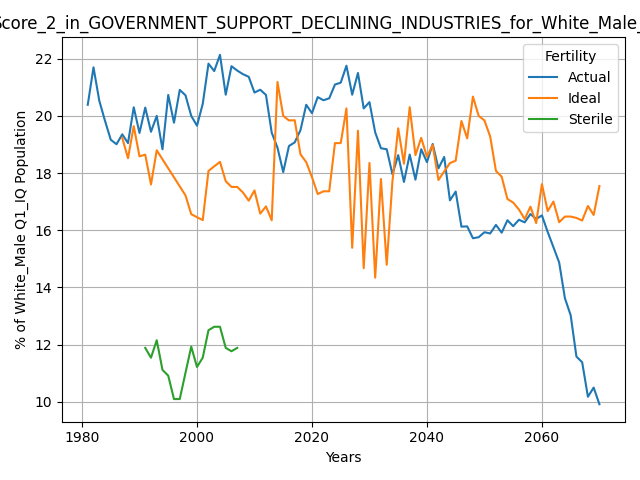 Score_2_in_GOVERNMENT_SUPPORT_DECLINING_INDUSTRIES_for_White_Male_
Fertility
Actual
Ideal
Sterile
% of White_Male Q1_IQ Population
22
20
18
16
14
12
10
1980
2000
2020
2040
2060
Years